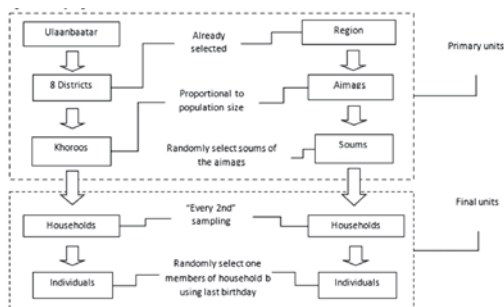 Ulaanbaatar
Already
selected
Region
Primary units
8 Districts
Proportional to
population size
Aimags
Khoroos
Randomly select soums of
the aimags
Soums
Households
"Every 2nd"
sampling
Households
Final units
Individuals
Randomly select one
members of household b
using last birthday
Individuals